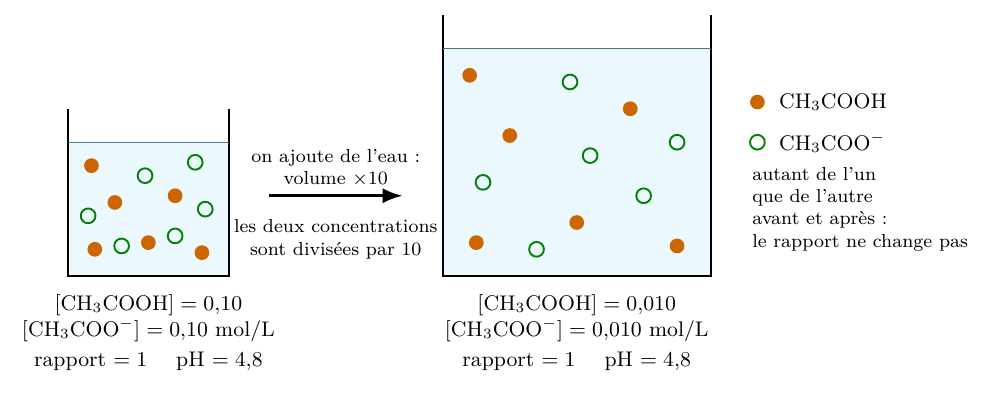 on ajoute de l'eau :
volume ×10
les deux concentrations
sont divisées par 10
[CH₃COOH] = 0,10
[CH₃COO⁻] = 0,10 mol/L
rapport = 1 pH = 4,8
[CH₃COOH] = 0,010
[CH₃COO⁻] = 0,010 mol/L
rapport = 1 pH = 4,8
CH₃COOH
CH₃COO⁻
autant de l'un
que de l'autre
avant et après :
le rapport ne change pas